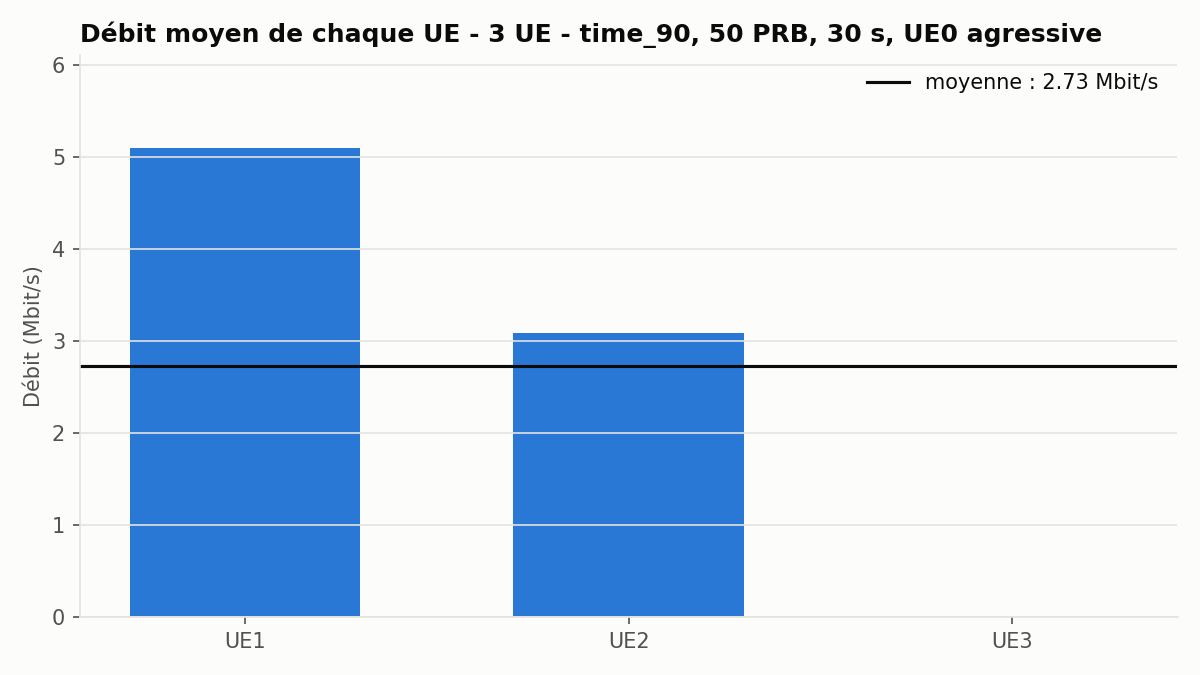 Débit moyen de chaque UE - 3 UE - time_90, 50 PRB, 30 s, UE0 agressive
moyenne : 2.73 Mbit/s
Débit (Mbit/s)
6
5
4
3
2
1
0
UE1 UE2 UE3